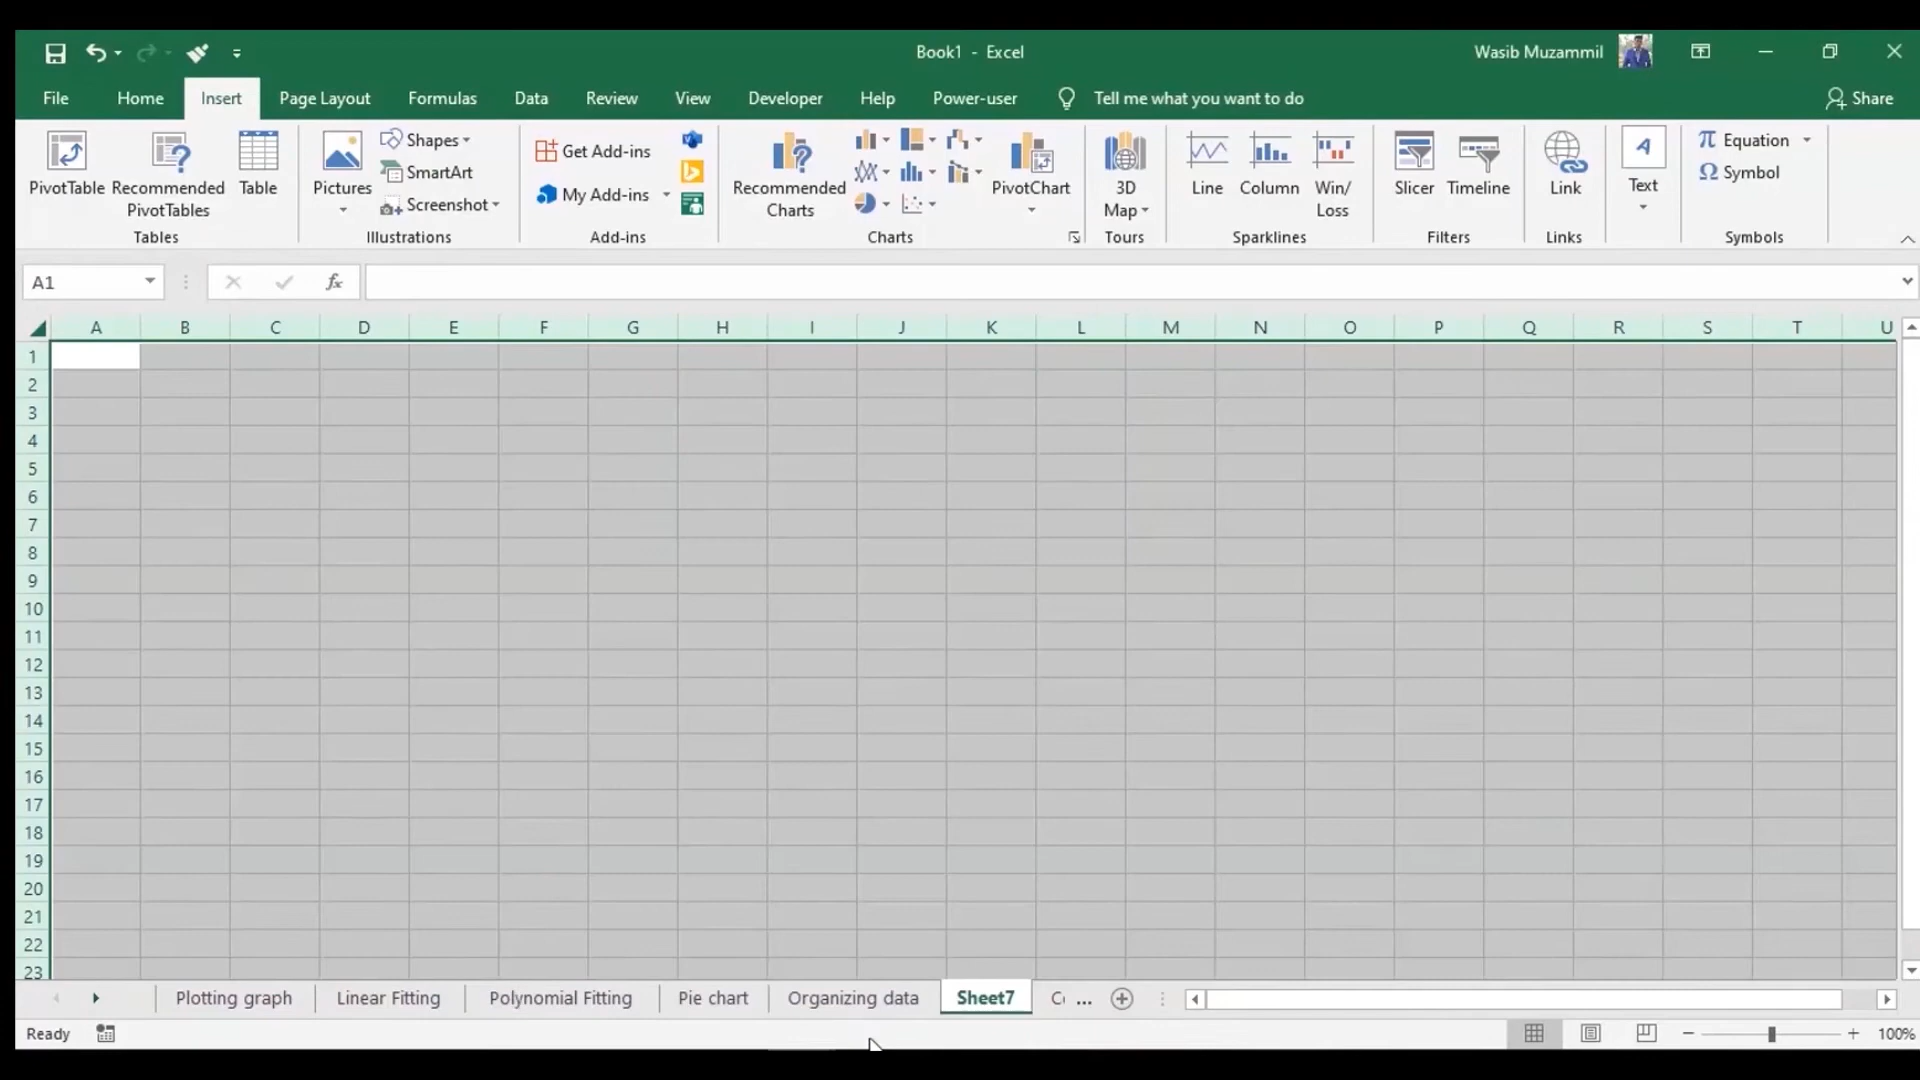 Book1 - Excel
Wasib Muzammil
File Home Insert Page Layout Formulas Data Review View Developer Help Power-user Tell me what you want to do Share
PivotTable
Recommended
PivotTables
Table
Tables
Pictures
Shapes
SmartArt
Screenshot
Illustrations
Get Add-ins
My Add-ins
Add-ins
Recommended
Charts
PivotChart
Charts
3D
Map
Tours
Line
Column
Win/
Loss
Sparklines
Slicer
Timeline
Filters
Link
Links
A
Text
π Equation
Ω Symbol
Symbols
A1
fx
A B C D E F G H I J K L M N O P Q R S T U
1
2
3
4
5
6
7
8
9
10
11
12
13
14
15
16
17
18
19
20
21
22
23
Plotting graph Linear Fitting Polynomial Fitting Pie chart Organizing data Sheet7 ...
Ready
100%